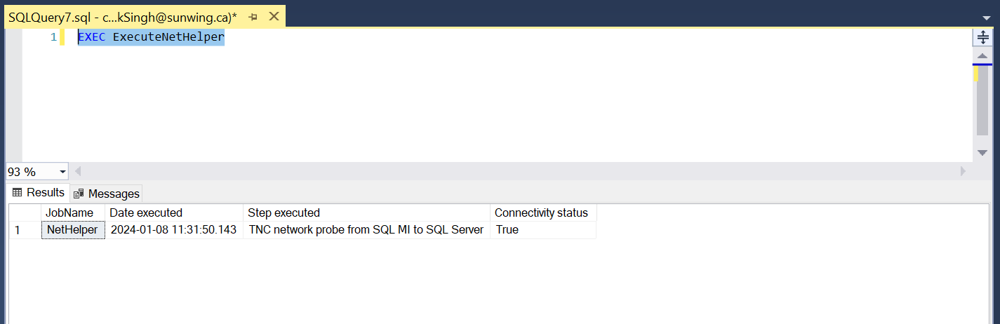 SQLQuery7.sql - c...kSingh@sunwing.ca)*
1 EXEC ExecuteNetHelper
93 %
Results Messages
JobName Date executed Step executed Connectivity status
1 NetHelper 2024-01-08 11:31:50.143 TNC network probe from SQL MI to SQL Server True